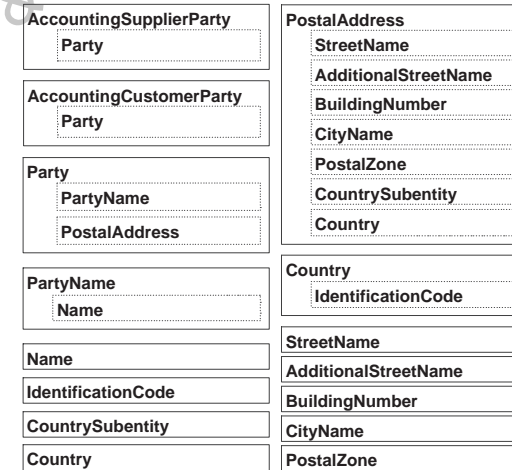 AccountingSupplierParty
Party
AccountingCustomerParty
Party
Party
PartyName
PostalAddress
PartyName
Name
Name
IdentificationCode
CountrySubentity
Country
PostalAddress
StreetName
AdditionalStreetName
BuildingNumber
CityName
PostalZone
CountrySubentity
Country
Country
IdentificationCode
StreetName
AdditionalStreetName
BuildingNumber
CityName
PostalZone